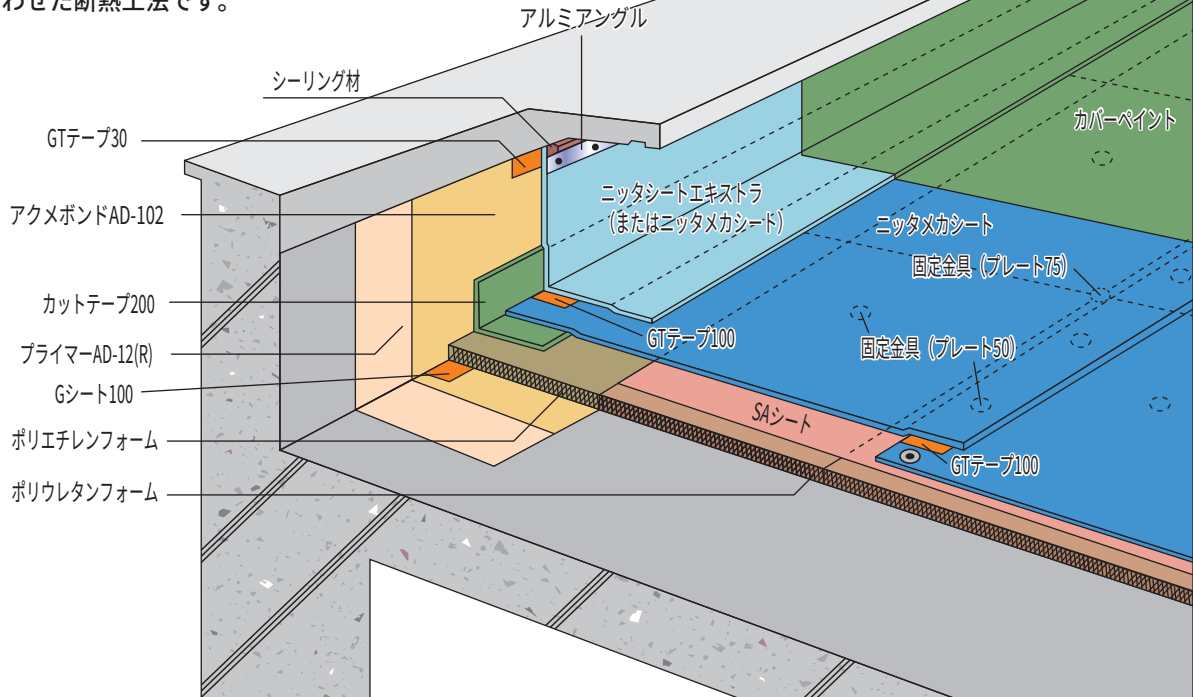 わせた断熱工法です。
アルミアングル
シーリング材
GTテープ30
カバーペイント
ニッタシートエキストラ
(またはニッタメカシート)
アクメボンドAD-102
ニッタメカシート
固定金具(プレート75)
カットテープ200
GTテープ100
固定金具(プレート50)
プライマーAD-12(R)
Gシート100
SAシート
ポリエチレンフォーム
GTテープ100
ポリウレタンフォーム